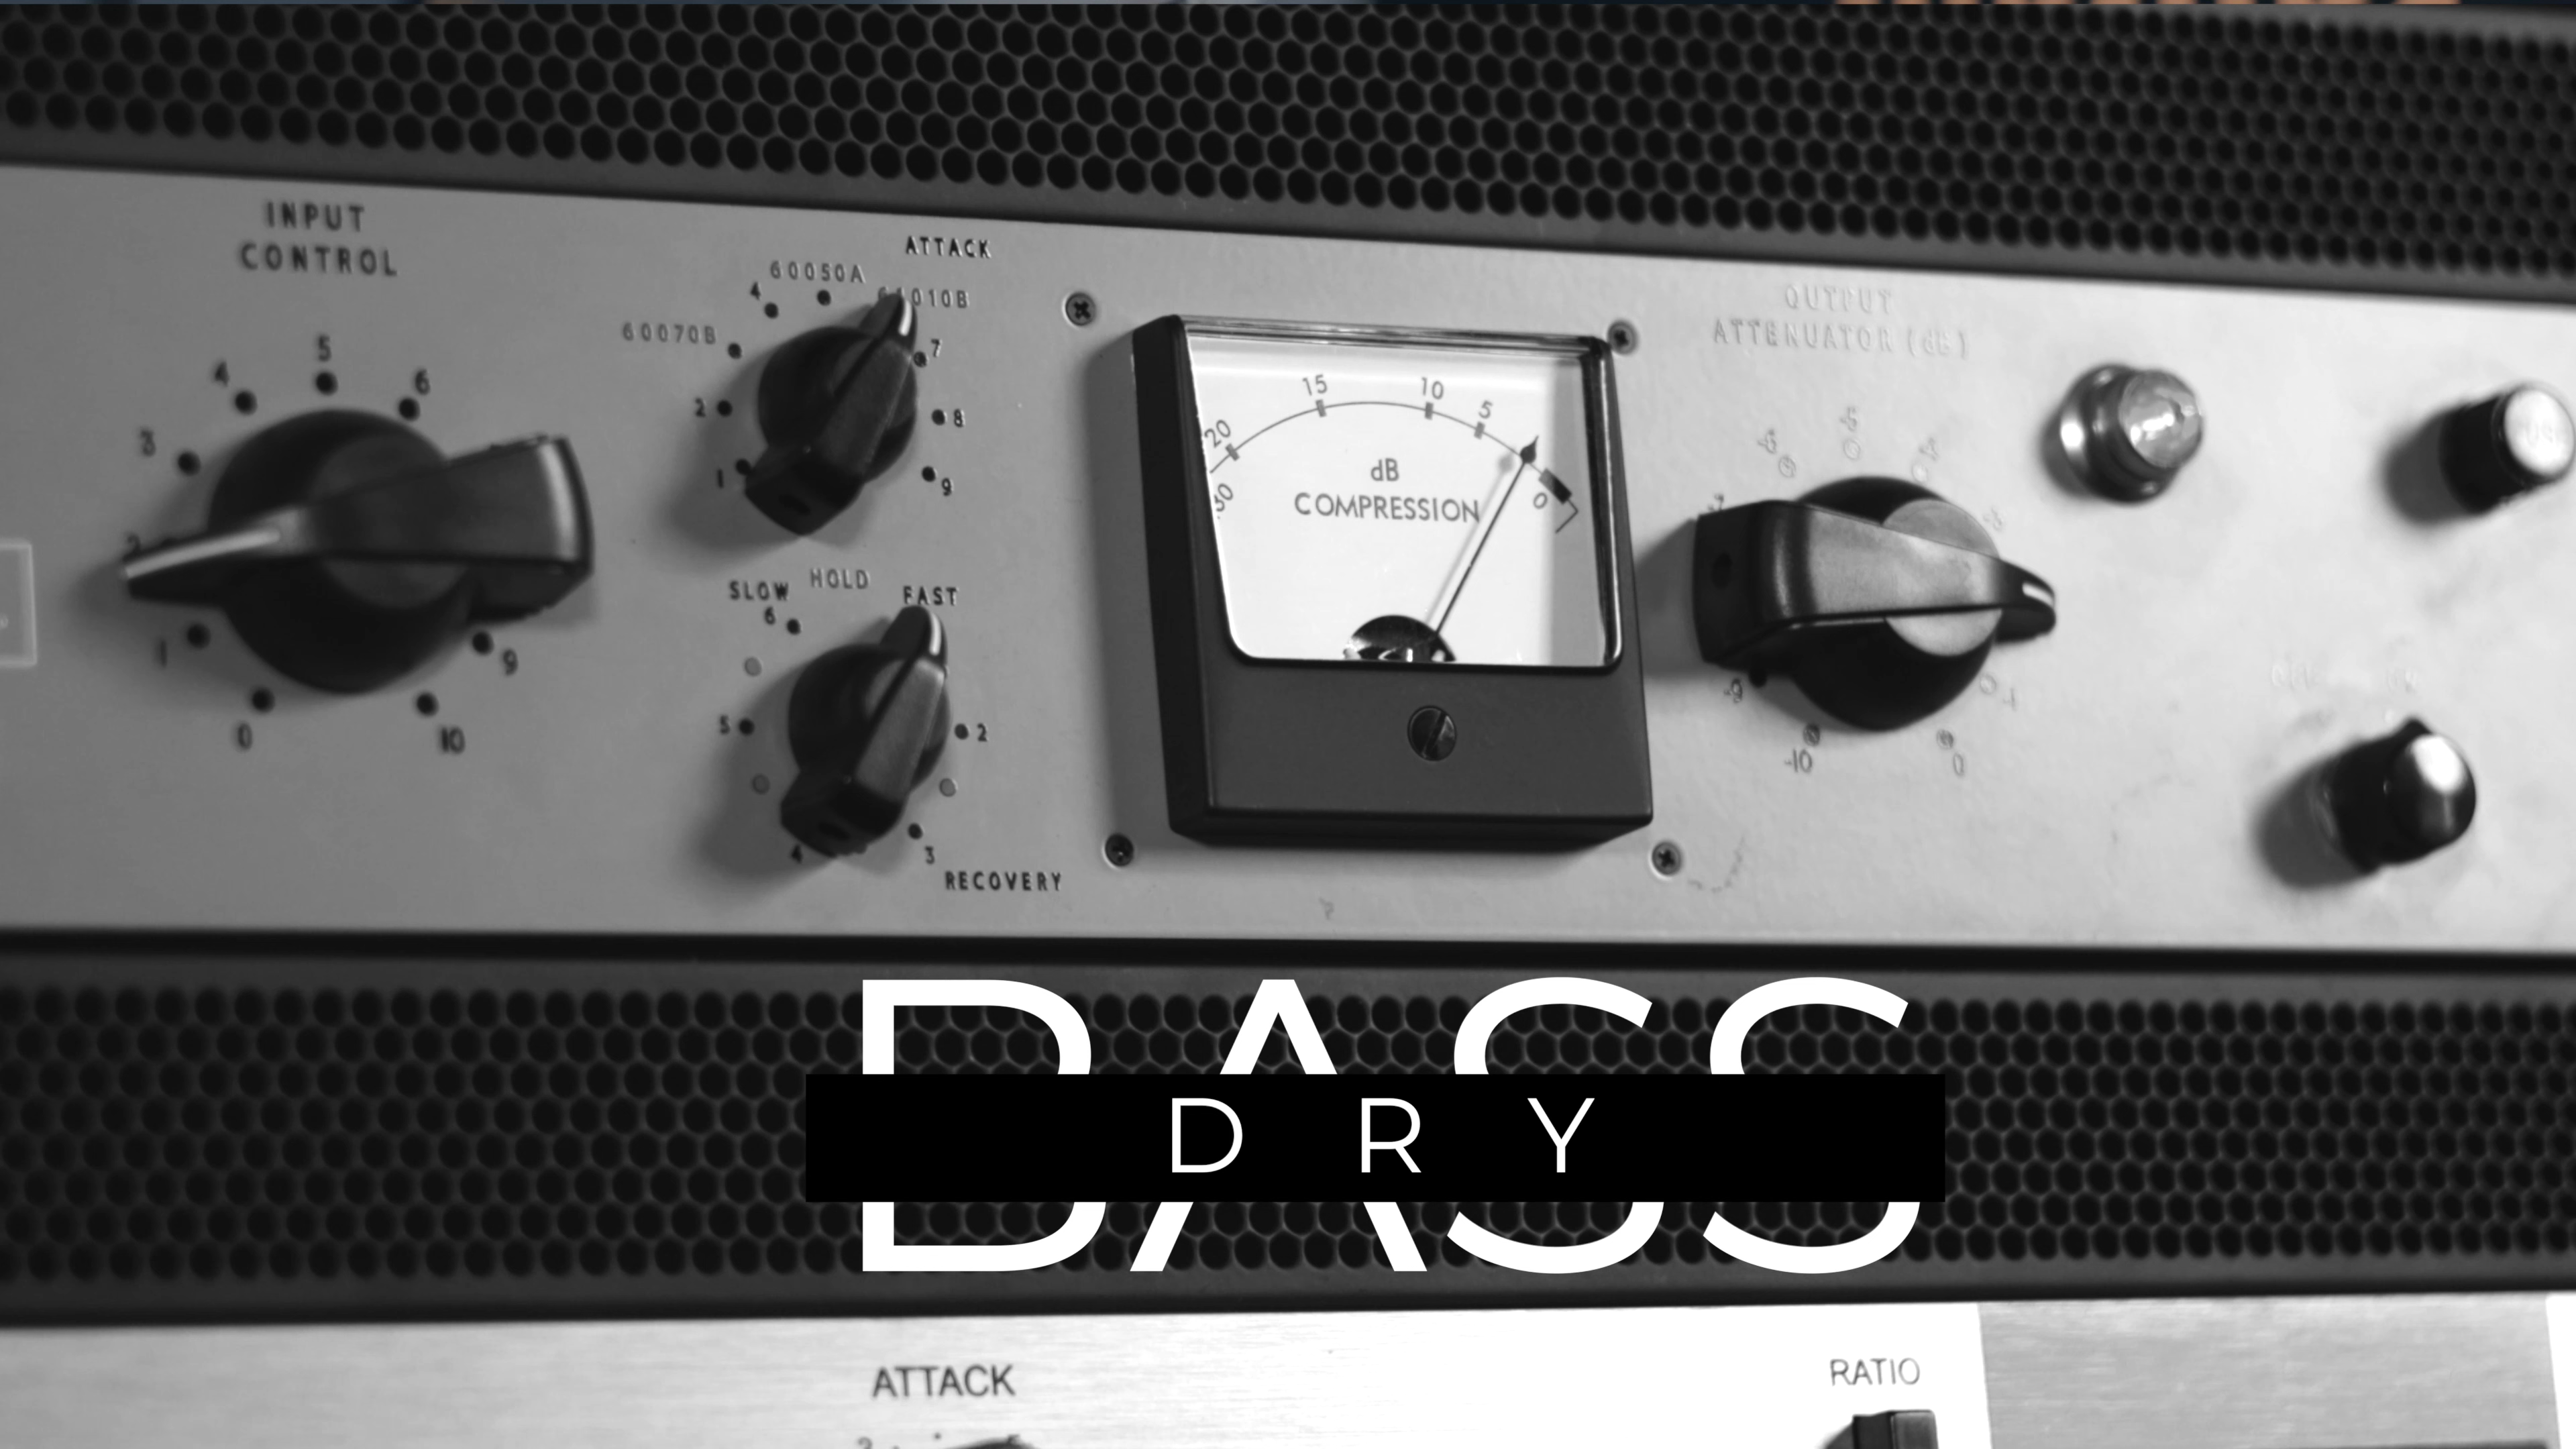 INPUT
CONTROL
0
1
2
3
4
5
6
9
10
ATTACK
60050A
60070B
4
2
1
7
8
9
SLOW
HOLD
FAST
6
5
4
3
2
RECOVERY
20
15
10
5
0
dB
COMPRESSION
OUTPUT
ATTENUATOR (dB)
-9
-10
0
BASS
DRY
ATTACK
RATIO